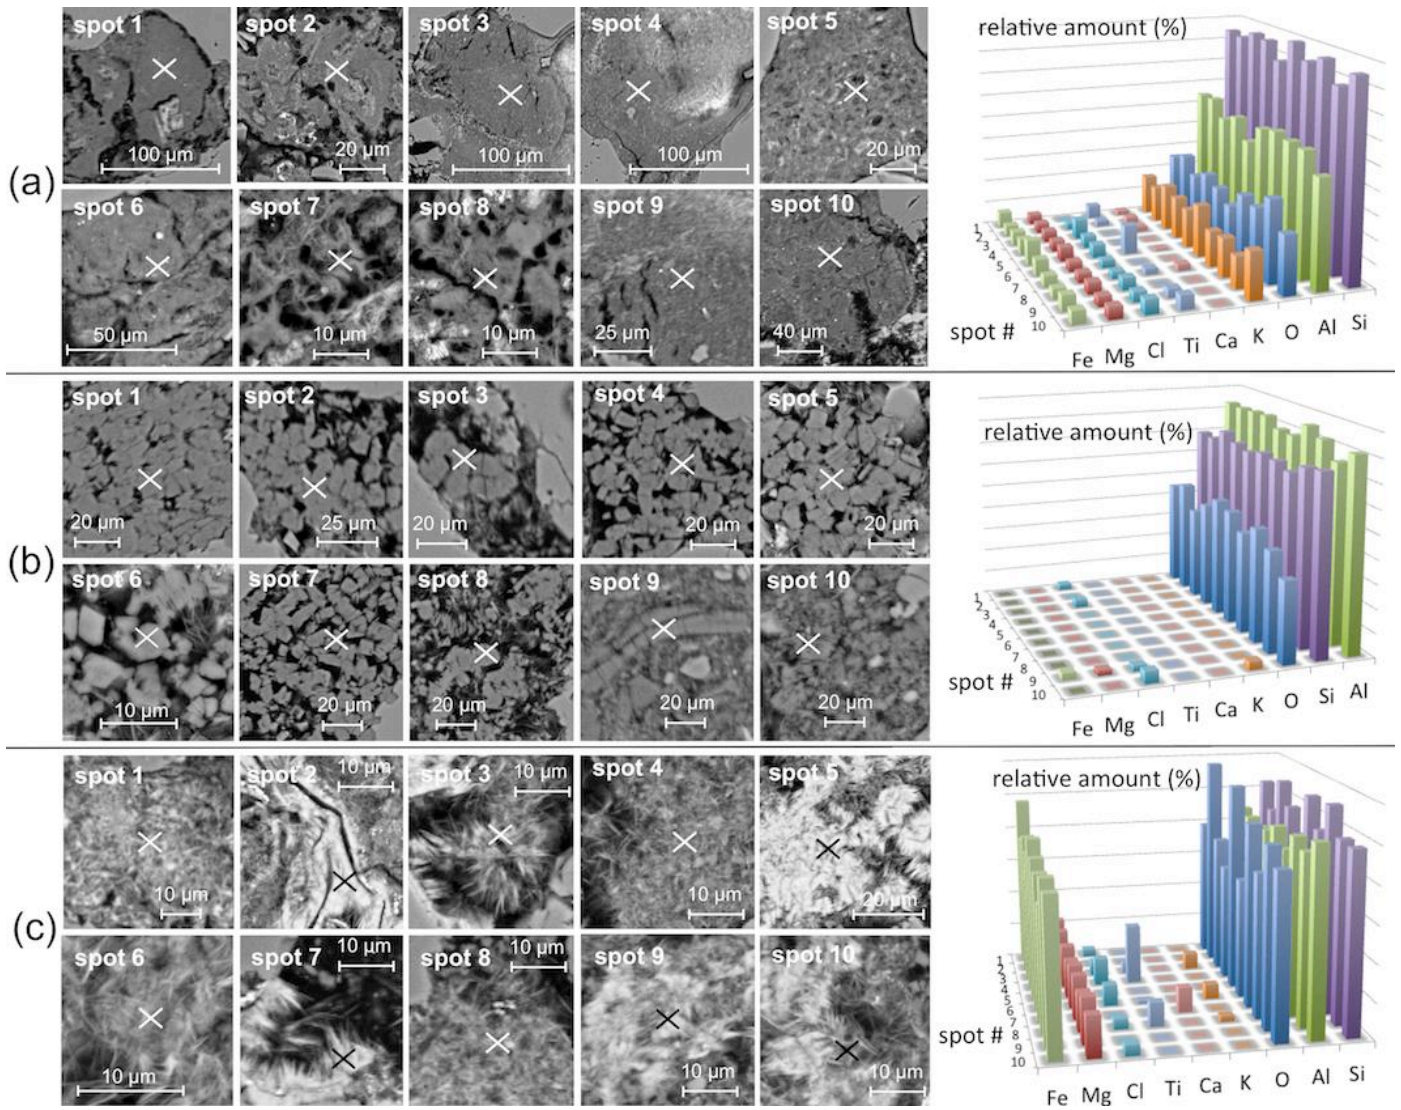 (a)
spot 1
100 µm
spot 2
20 µm
spot 3
100 µm
spot 4
100 µm
spot 5
20 µm
spot 6
50 µm
spot 7
10 µm
spot 8
10 µm
spot 9
25 µm
spot 10
40 µm
relative amount (%)
1
2
3
4
5
6
7
8
9
10
spot #
Fe Mg Cl Ti Ca K O Al Si
(b)
spot 1
20 µm
spot 2
25 µm
spot 3
20 µm
spot 4
20 µm
spot 5
20 µm
spot 6
10 µm
spot 7
20 µm
spot 8
20 µm
spot 9
20 µm
spot 10
20 µm
relative amount (%)
1
2
3
4
5
6
7
8
9
10
spot #
Fe Mg Cl Ti Ca K O Si Al
(c)
spot 1
10 µm
spot 2
10 µm
spot 3
10 µm
spot 4
10 µm
spot 5
20 µm
spot 6
10 µm
spot 7
10 µm
spot 8
10 µm
spot 9
10 µm
spot 10
10 µm
relative amount (%)
1
2
3
4
5
6
7
8
9
10
spot #
Fe Mg Cl Ti Ca K O Al Si